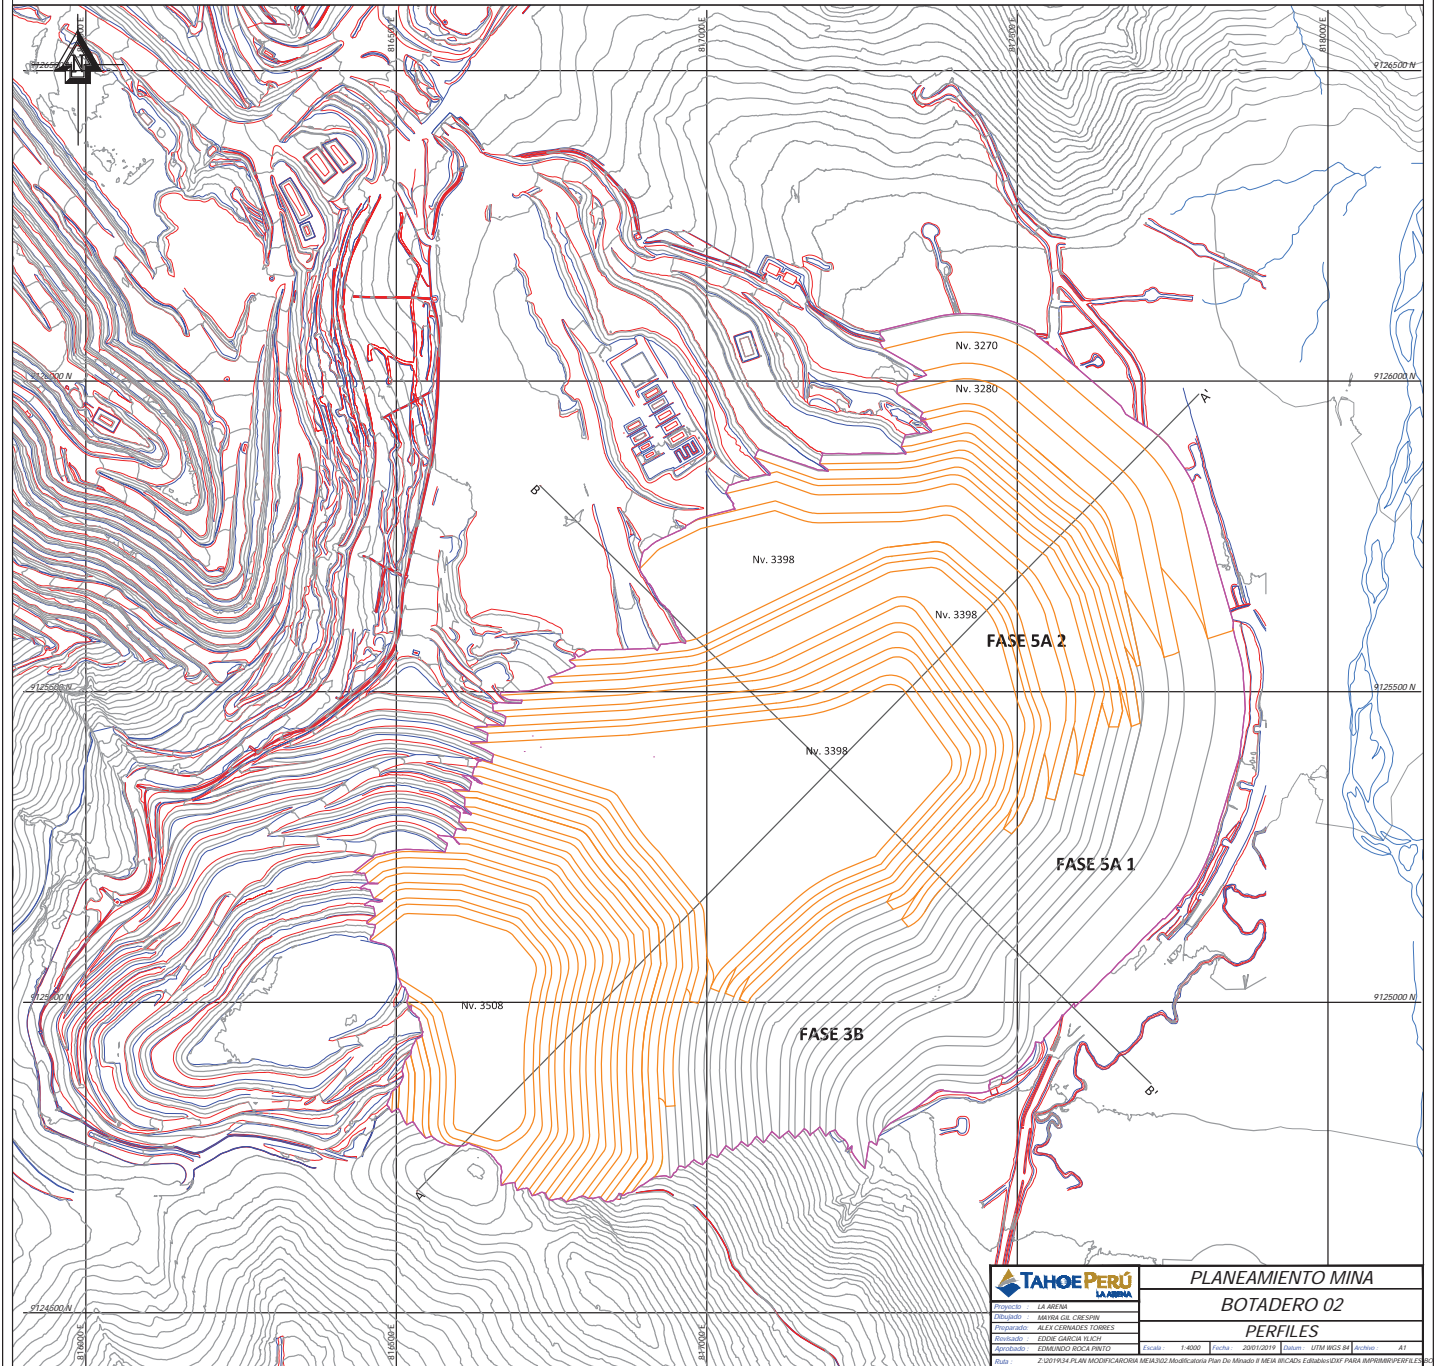 816000 E
816500 E
817000 E
817500 E
818000 E
N
9126500 N
9126500 N
Nv. 3270
9126000 N
Nv. 3280
9126000 N
A'
B
Nv. 3398
Nv. 3398
FASE 5A 2
9125500 N
9125500 N
Nv. 3398
FASE 5A 1
9125000 N
Nv. 3508
9125000 N
FASE 3B
B'
A
9124500 N
816000 E
816500 E
817000 E
TAHOE PERÚ
LA ARENA
PLANEAMIENTO MINA
BOTADERO 02
PERFILES
Proyecto : LA ARENA
Dibujado : MAYRA GIL CRESPIN
Preparado: ALEX CERNADES TORRES
Revisado : EDDIE GARCIA YLICH
Aprobado : EDMUNDO ROCA PINTO
Escala : 1:4000 Fecha : 20/01/2019 Datum : UTM WGS 84 Archivo : A1
Ruta :